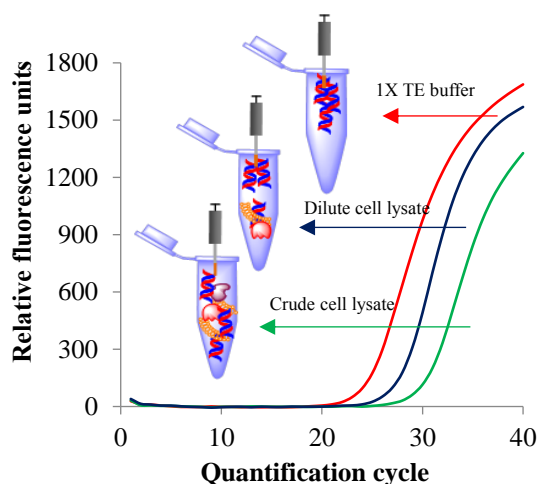 Relative fluorescence units
1800
1500
1200
900
600
300
0
1X TE buffer
Dilute cell lysate
Crude cell lysate
0
10
20
30
40
Quantification cycle